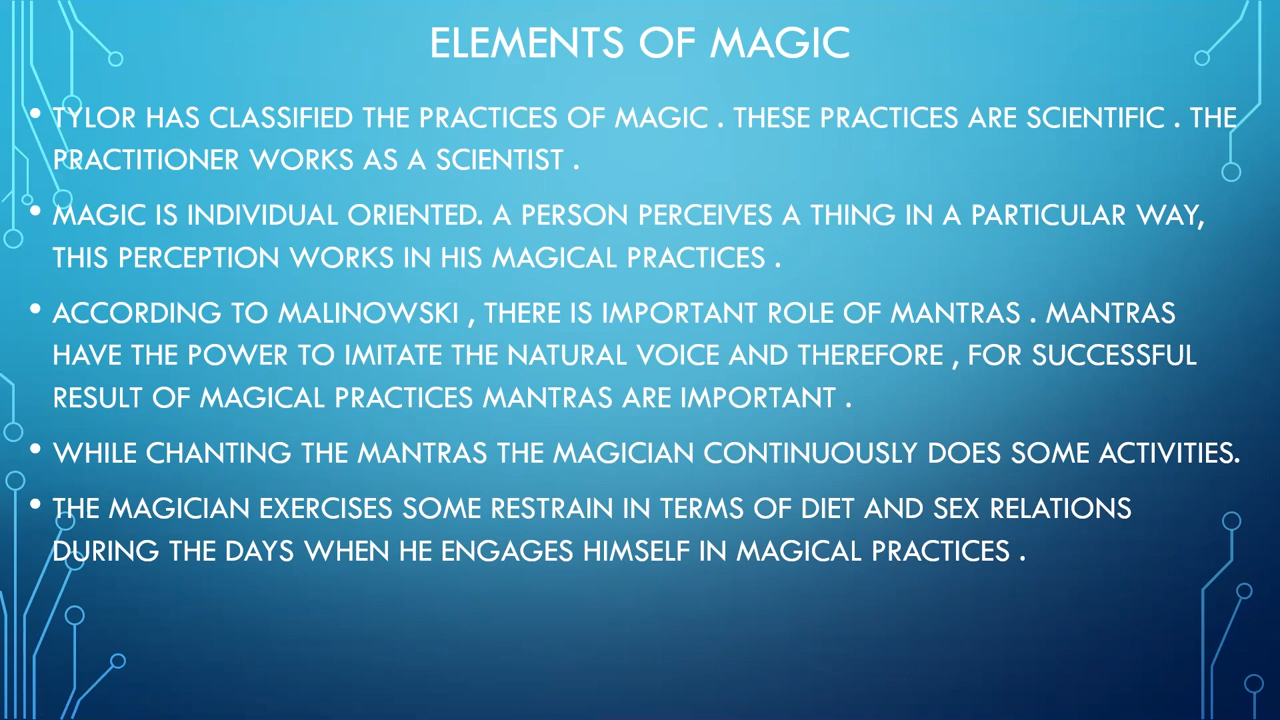 ELEMENTS OF MAGIC
• TYLOR HAS CLASSIFIED THE PRACTICES OF MAGIC . THESE PRACTICES ARE SCIENTIFIC . THE
PRACTITIONER WORKS AS A SCIENTIST .
• MAGIC IS INDIVIDUAL ORIENTED. A PERSON PERCEIVES A THING IN A PARTICULAR WAY,
THIS PERCEPTION WORKS IN HIS MAGICAL PRACTICES .
• ACCORDING TO MALINOWSKI , THERE IS IMPORTANT ROLE OF MANTRAS . MANTRAS
HAVE THE POWER TO IMITATE THE NATURAL VOICE AND THEREFORE , FOR SUCCESSFUL
RESULT OF MAGICAL PRACTICES MANTRAS ARE IMPORTANT .
• WHILE CHANTING THE MANTRAS THE MAGICIAN CONTINUOUSLY DOES SOME ACTIVITIES.
• THE MAGICIAN EXERCISES SOME RESTRAIN IN TERMS OF DIET AND SEX RELATIONS
DURING THE DAYS WHEN HE ENGAGES HIMSELF IN MAGICAL PRACTICES .